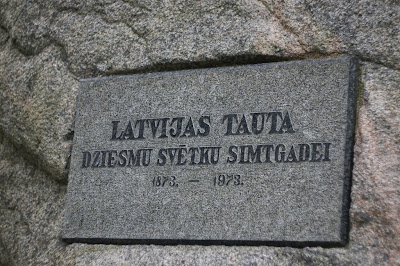 LATVIJAS TAUTA
DZIESMU SVĒTKU SIMTGADEI
1873. – 1973.